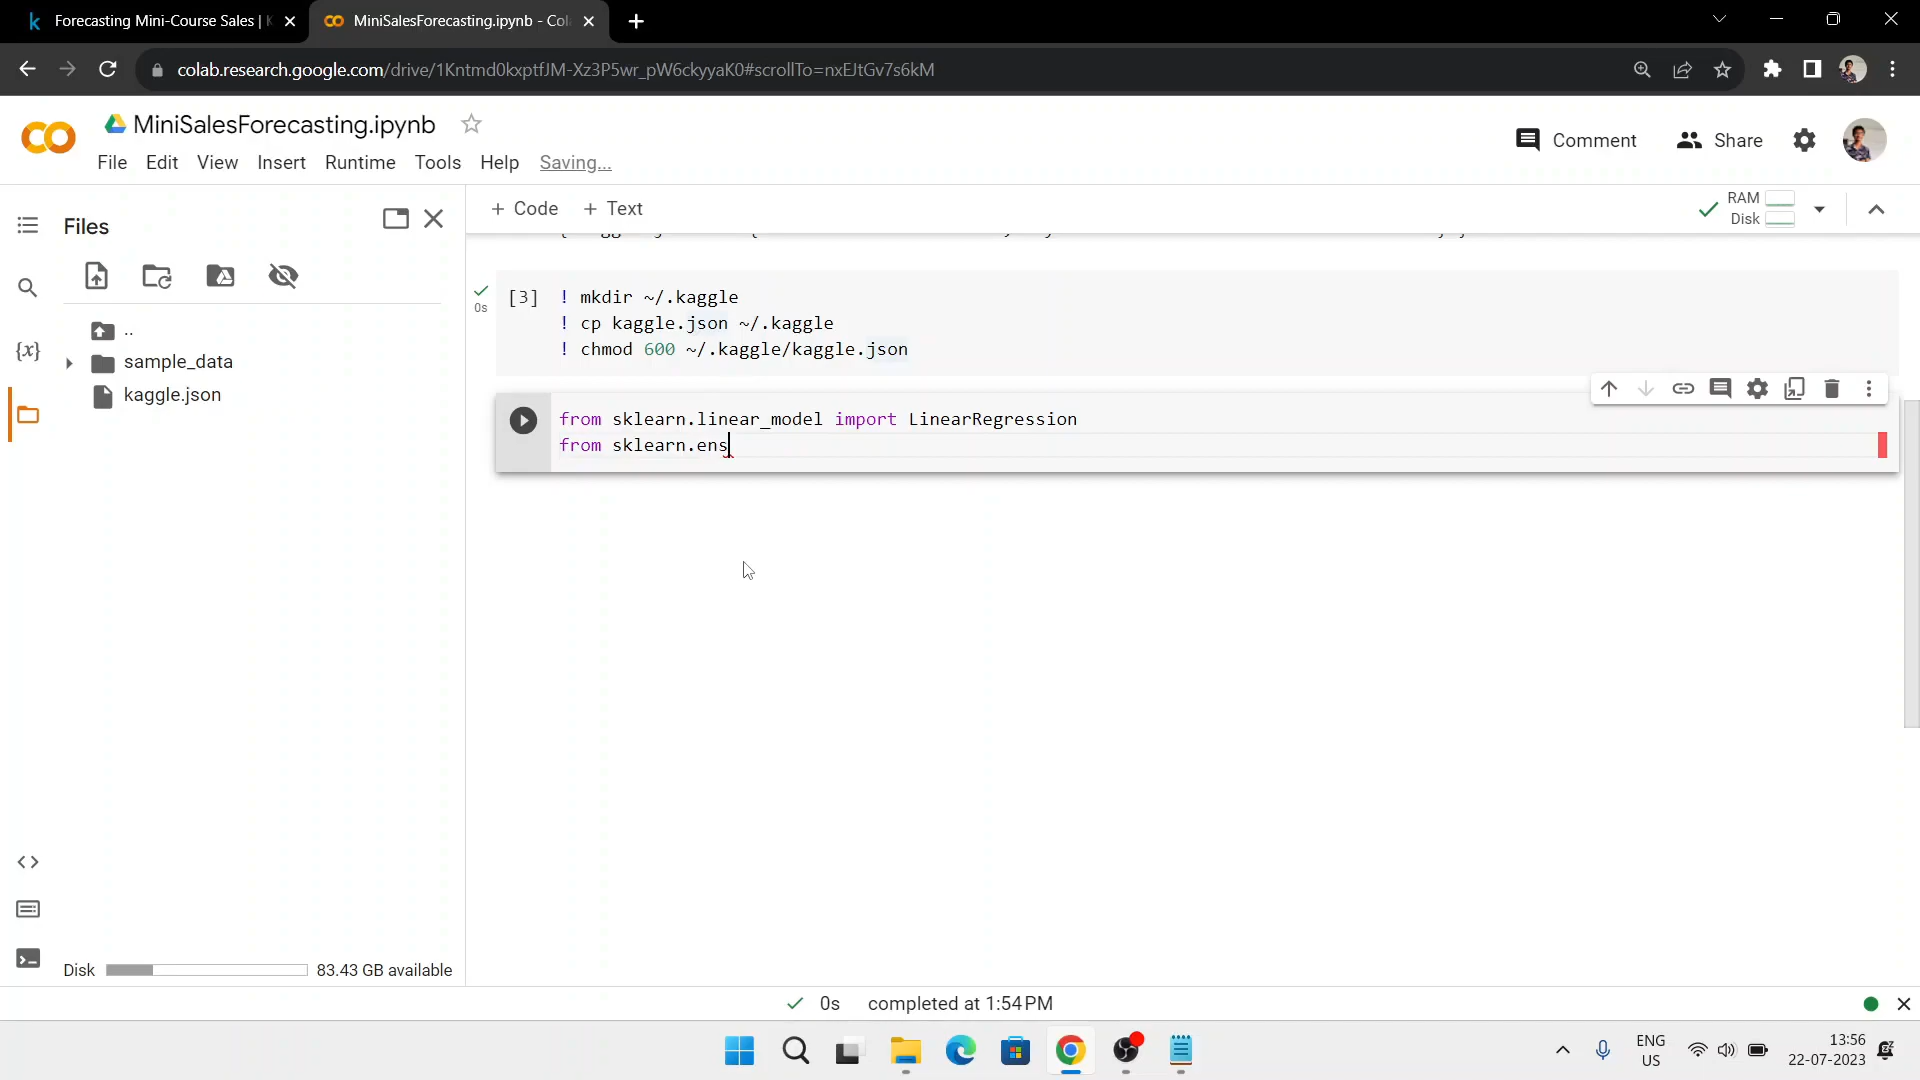 Forecasting Mini-Course Sales |
MiniSalesForecasting.ipynb - Col
colab.research.google.com/drive/1Kntmd0kxptfJM-Xz3P5wr_pW6ckyyaK0#scrollTo=nxEJtGv7s6kM
MiniSalesForecasting.ipynb
File Edit View Insert Runtime Tools Help Saving...
Comment Share
+ Code + Text
RAM
Disk
Files
..
sample_data
kaggle.json
Disk 83.43 GB available
0s
[3] ! mkdir ~/.kaggle
! cp kaggle.json ~/.kaggle
! chmod 600 ~/.kaggle/kaggle.json
from sklearn.linear_model import LinearRegression
from sklearn.ens
0s completed at 1:54 PM
ENG
US
13:56
22-07-2023